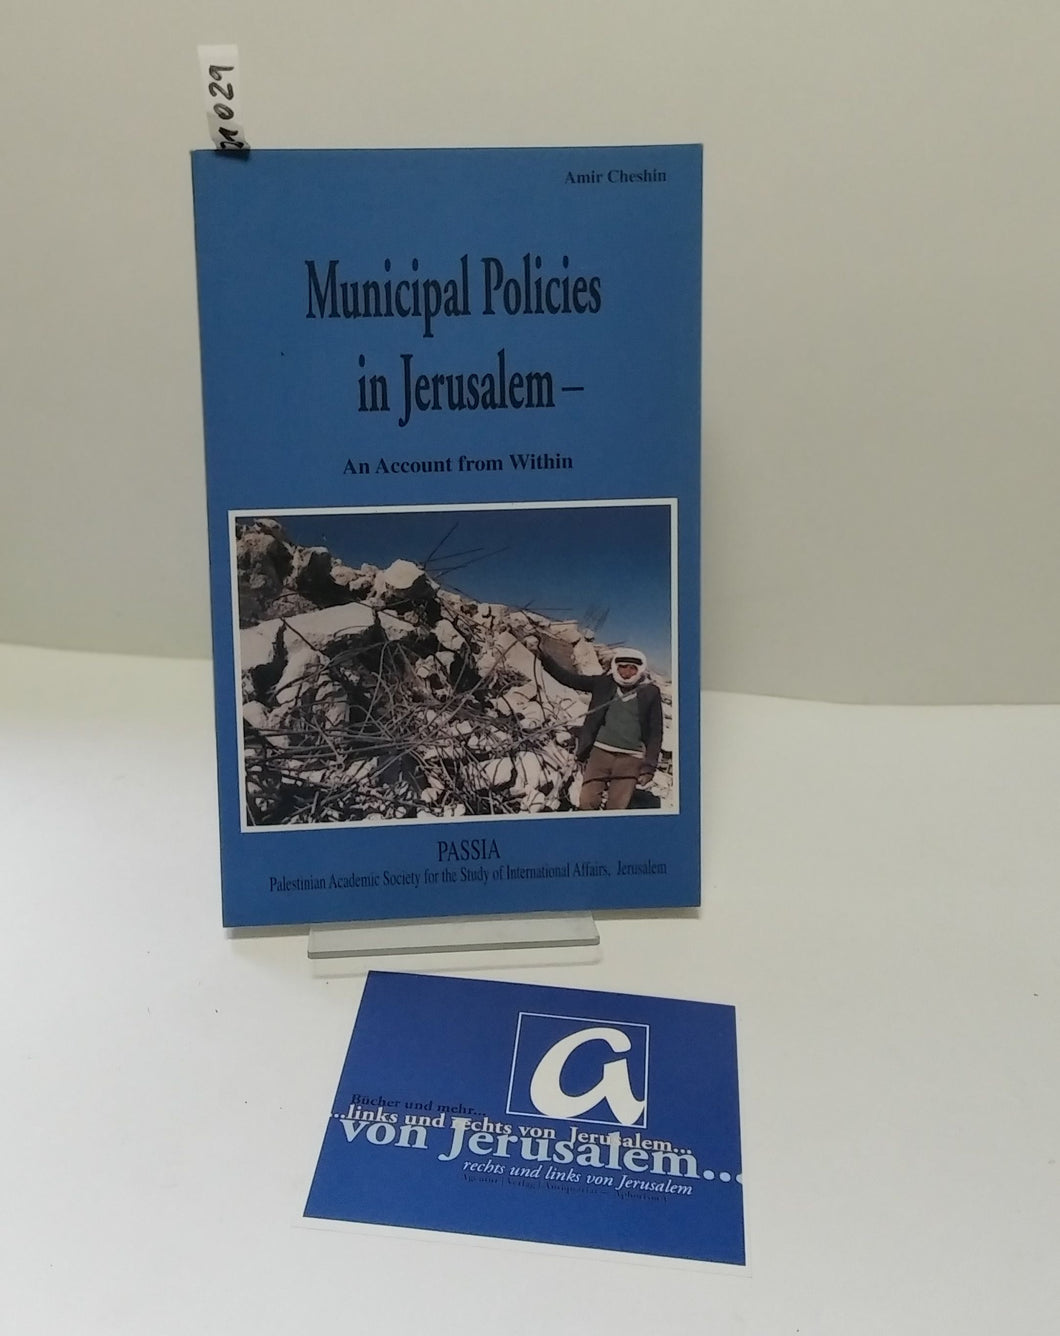 029
Amir Cheshin
Municipal Policies
in Jerusalem –
An Account from Within
PASSIA
Palestinian Academic Society for the Study of International Affairs, Jerusalem
a
Bücher und mehr...
...links und rechts von Jerusalem...
von Jerusalem...
rechts und links von Jerusalem